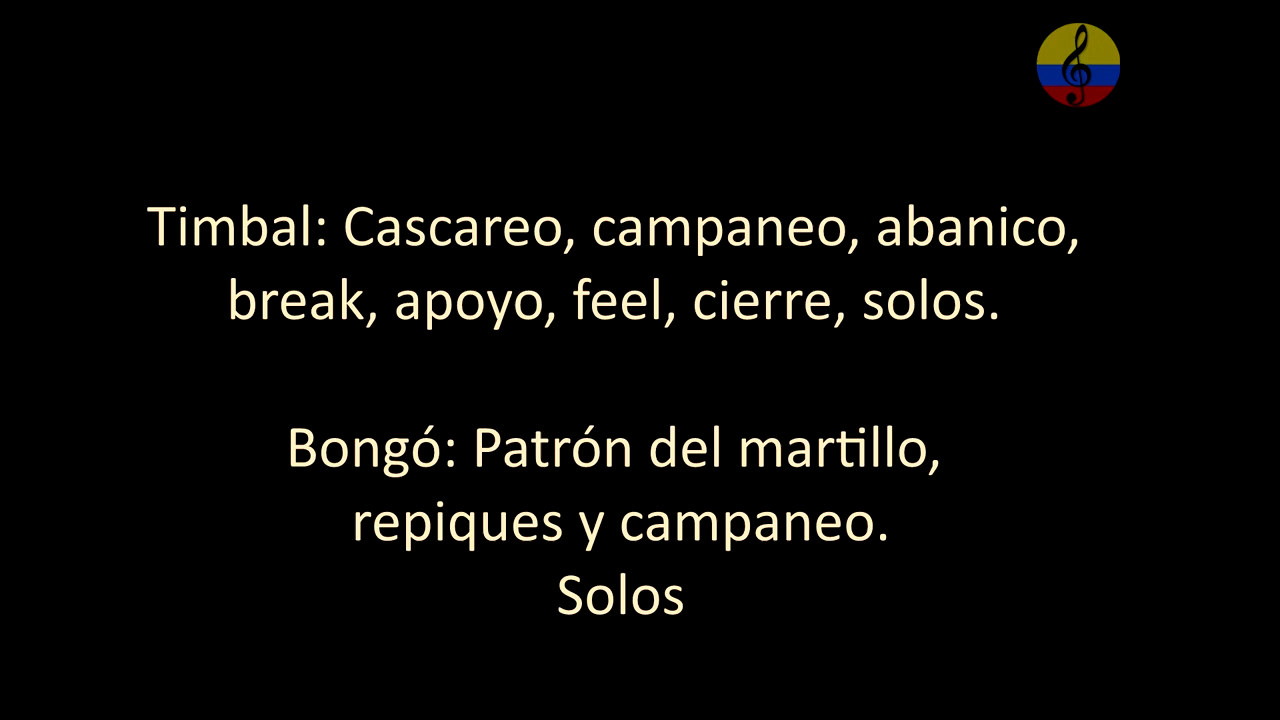 Timbal: Cascareo, campaneo, abanico,
break, apoyo, feel, cierre, solos.
Bongó: Patrón del martillo,
repiques y campaneo.
Solos